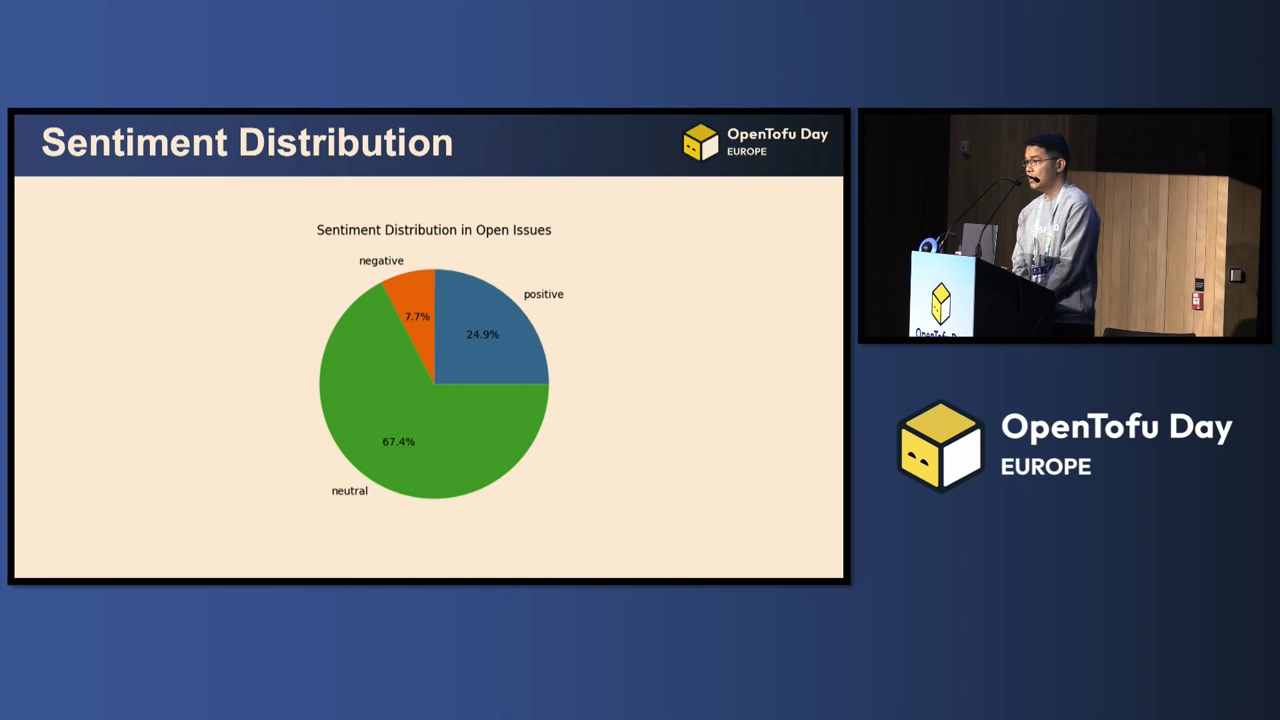 Sentiment Distribution
OpenTofu Day
EUROPE
Sentiment Distribution in Open Issues
negative
positive
7.7%
24.9%
67.4%
neutral
OpenTofu Day
EUROPE